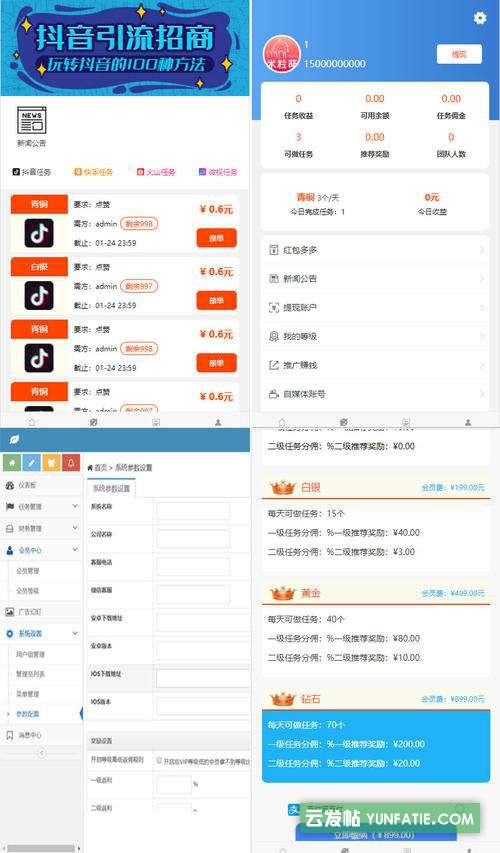 抖音引流招商
玩转抖音的100种方法
NEWS
新闻公告
抖音任务
快手任务
火山任务
微视任务
青铜
要求：点赞
需方：admin 剩余998
截止：01-24 23:59
¥ 0.6元
接单
白银
要求：点赞
需方：admin 剩余997
截止：01-24 23:59
¥ 0.6元
接单
青铜
要求：点赞
需方：admin 剩余998
截止：01-24 23:59
¥ 0.6元
接单
青铜
要求：点赞
需方：admin 剩余997
¥ 0.6元
米粒萌
1
15000000000
提现
0 0.00 0.00
任务收益 可用余额 任务佣金
3 0.00 0
可做任务 推荐奖励 团队人数
青铜 3个/天
今日完成任务：1
0元
今日收益
红包多多
新闻公告
提现账户
我的等级
推广赚钱
自媒体账号
首页 > 系统参数设置
仪表板
任务管理
财务管理
会员中心
会员管理
会员等级
广告幻灯
系统设置
用户组管理
管理员列表
菜单管理
参数配置
消息中心
系统参数设置
系统名称
公司名称
客服电话
微信客服
安卓下载地址
安卓版本
IOS下载地址
IOS版本
奖励设置
开启等级高低返佣规则
一级返利
%
二级返利
%
二级任务分佣：%二级推荐奖励：¥0.00
白银
会员费：¥199.00元
每天可做任务：15个
一级任务分佣：%一级推荐奖励：¥40.00
二级任务分佣：%二级推荐奖励：¥3.00
黄金
会员费：¥499.00元
每天可做任务：40个
一级任务分佣：%一级推荐奖励：¥80.00
二级任务分佣：%二级推荐奖励：¥10.00
钻石
会员费：¥899.00元
每天可做任务：70个
一级任务分佣：%一级推荐奖励：¥200.00
二级任务分佣：%二级推荐奖励：¥20.00
立即缴纳（¥899.00）
云发帖 YUNFATIE.COM